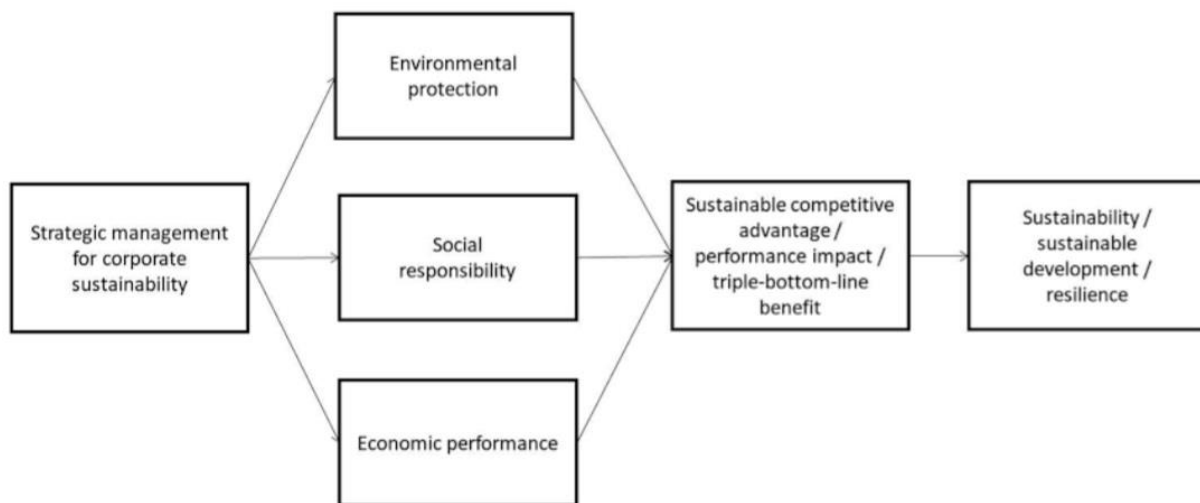 Environmental
protection
Strategic management
for corporate
sustainability
Social
responsibility
Economic performance
Sustainable competitive
advantage /
performance impact /
triple-bottom-line
benefit
Sustainability /
sustainable
development /
resilience